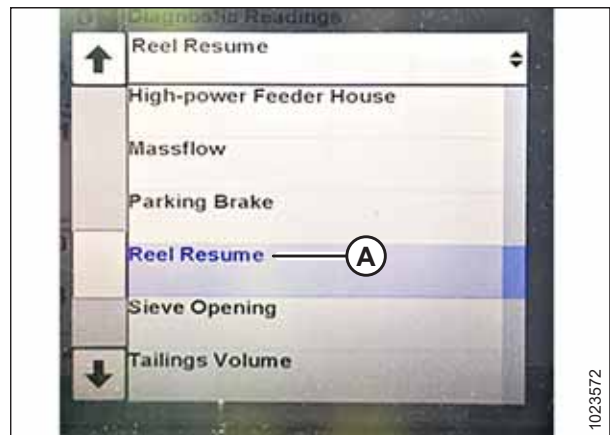 Diagnostic Readings
Reel Resume
High-power Feeder House
Massflow
Parking Brake
Reel Resume
A
Sieve Opening
Tailings Volume
1023572